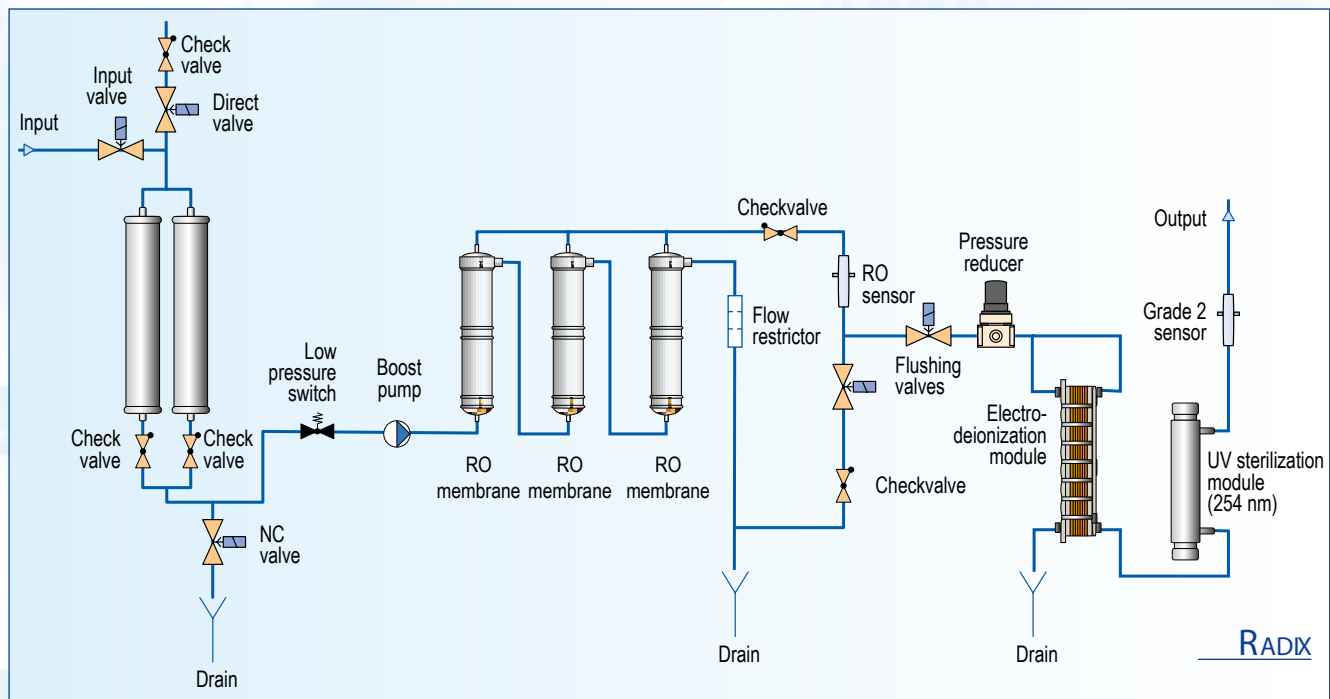 Check
valve
Input
valve
Direct
valve
Input
Checkvalve
Output
Pressure
reducer
RO
sensor
Grade 2
sensor
Flow
restrictor
Low
pressure
switch
Boost
pump
Flushing
valves
Electro-
deionization
module
Check
valve
Check
valve
RO
membrane
RO
membrane
RO
membrane
UV sterilization
module
(254 nm)
Checkvalve
NC
valve
Drain
Drain
Drain
RADIX